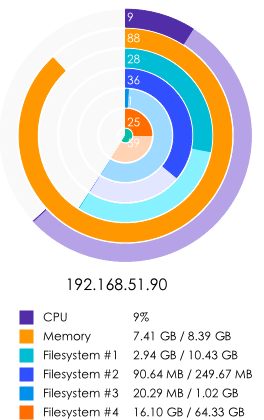 9
88
28
36
1
25
39
192.168.51.90
CPU 9%
Memory 7.41 GB / 8.39 GB
Filesystem #1 2.94 GB / 10.43 GB
Filesystem #2 90.64 MB / 249.67 MB
Filesystem #3 20.29 MB / 1.02 GB
Filesystem #4 16.10 GB / 64.33 GB